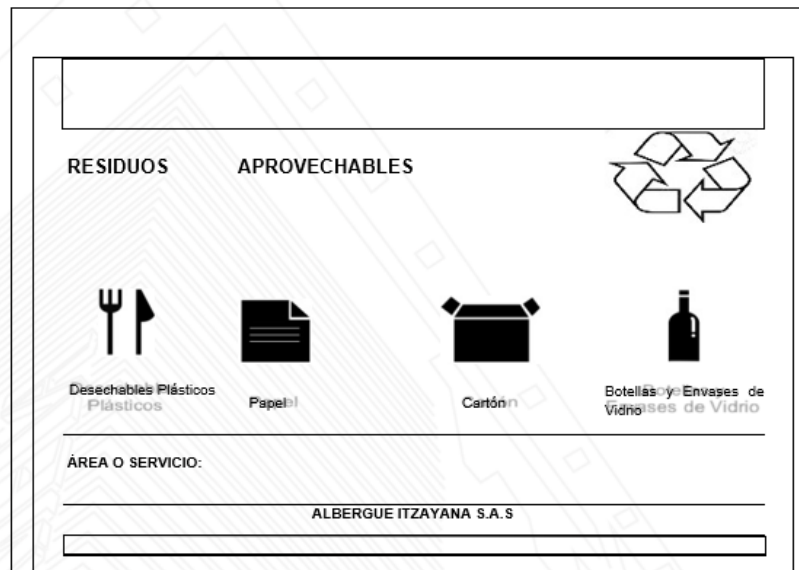 RESIDUOS APROVECHABLES
Desechables Plásticos
Papel
Cartón
Botellas y Envases de
Vidrio
ÁREA O SERVICIO:
ALBERGUE ITZAYANA S.A.S